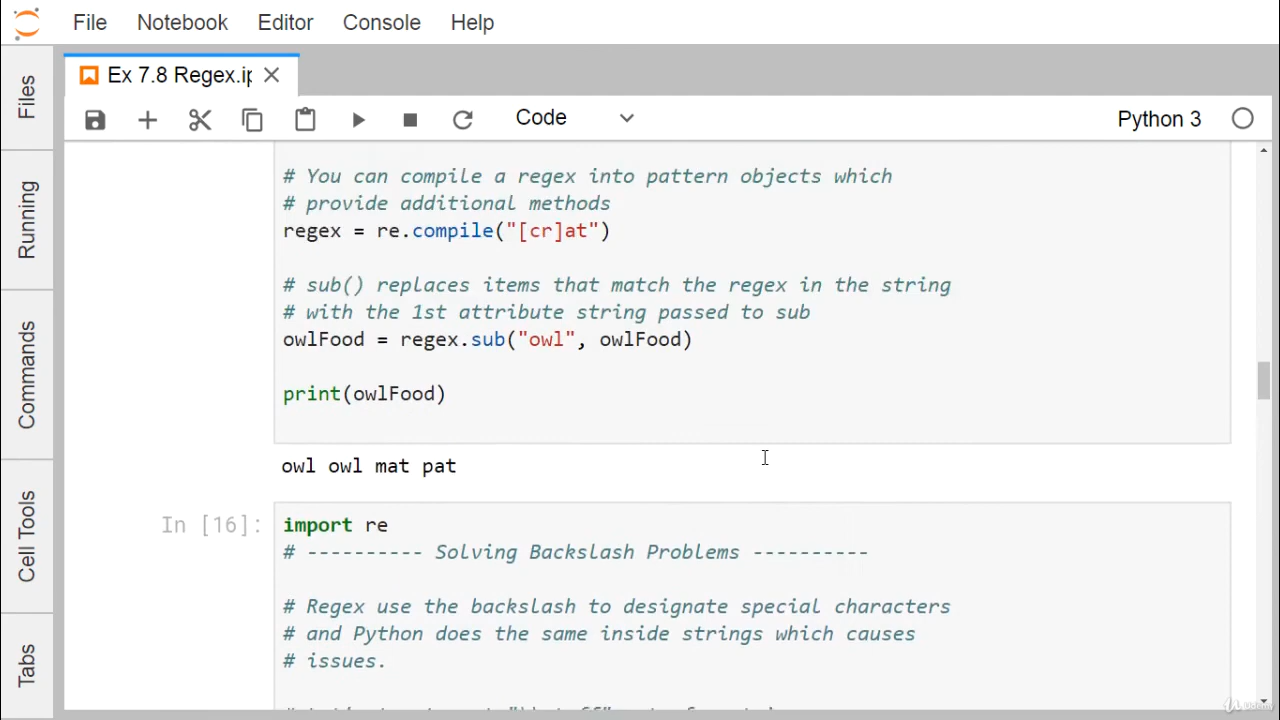 File Notebook Editor Console Help
Ex 7.8 Regex.ip
Code Python 3
Files
Running
Commands
Cell Tools
Tabs
# You can compile a regex into pattern objects which
# provide additional methods
regex = re.compile("[cr]at")
# sub() replaces items that match the regex in the string
# with the 1st attribute string passed to sub
owlFood = regex.sub("owl", owlFood)
print(owlFood)
owl owl mat pat
In [16]:
import re
# ---------- Solving Backslash Problems ----------
# Regex use the backslash to designate special characters
# and Python does the same inside strings which causes
# issues.
Udemy